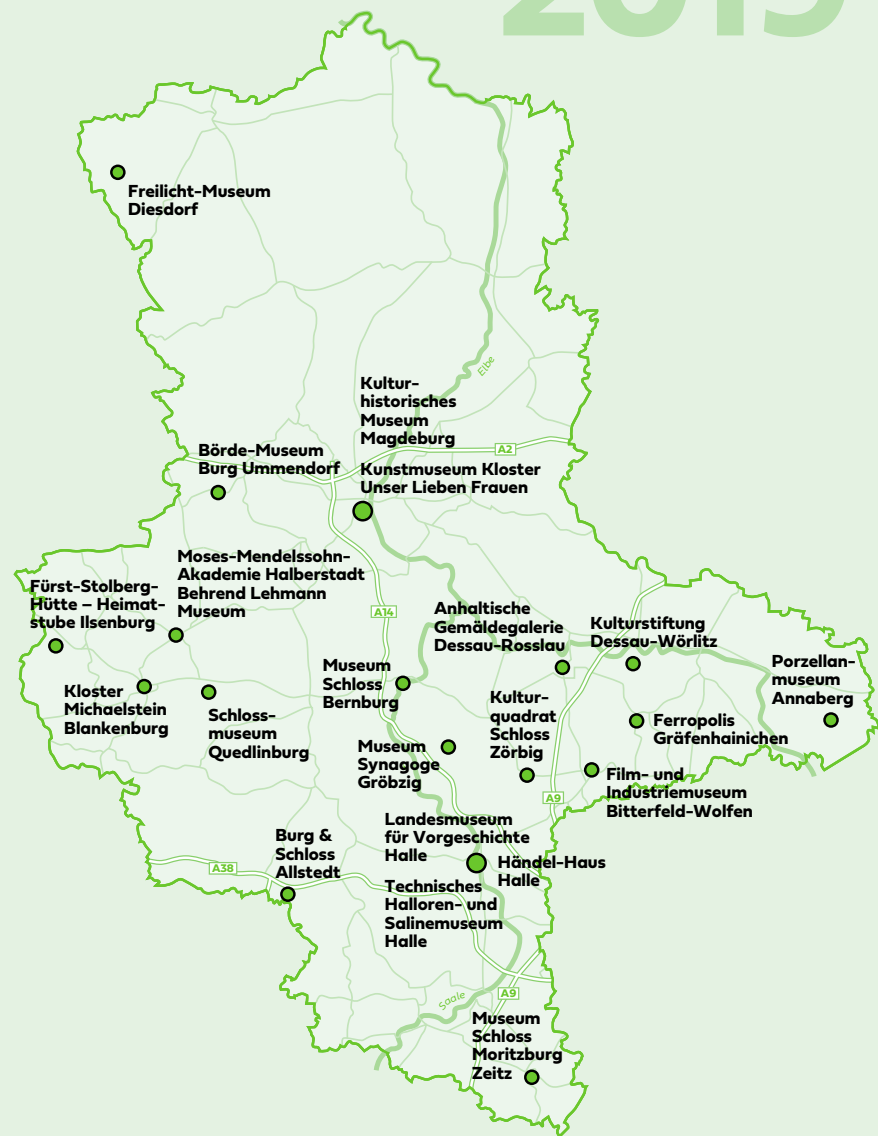 2019
Freilicht-Museum
Diesdorf
Elbe
Kultur-
historisches
Museum
Magdeburg
A2
Börde-Museum
Burg Ummendorf
Kunstmuseum Kloster
Unser Lieben Frauen
Moses-Mendelssohn-
Akademie Halberstadt
Behrend Lehmann
Museum
Fürst-Stolberg-
Hütte – Heimat-
stube Ilsenburg
A14
Anhaltische
Gemäldegalerie
Dessau-Rosslau
Kulturstiftung
Dessau-Wörlitz
Porzellan-
museum
Annaberg
Museum
Schloss
Bernburg
Kloster
Michaelstein
Blankenburg
Schloss-
museum
Quedlinburg
Kultur-
quadrat
Schloss
Zörbig
Ferropolis
Gräfenhainichen
Museum
Synagoge
Gröbzig
Film- und
Industriemuseum
Bitterfeld-Wolfen
A9
Landesmuseum
für Vorgeschichte
Halle
Händel-Haus
Halle
Burg &
Schloss
Allstedt
A38
Technisches
Halloren- und
Salinemuseum
Halle
A9
Saale
Museum
Schloss
Moritzburg
Zeitz